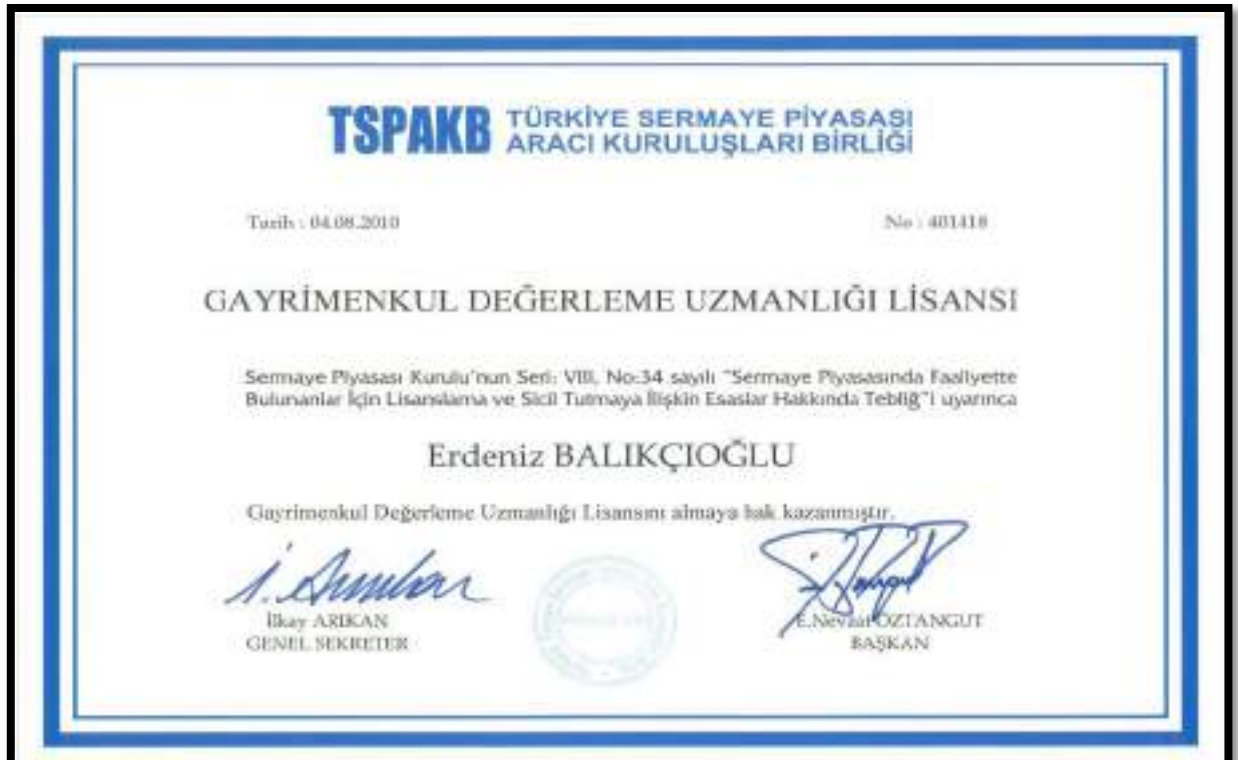 TSPAKB TÜRKİYE SERMAYE PİYASASI
ARACI KURULUŞLARI BİRLİĞİ
Tarih : 04.08.2010 No : 401418
GAYRİMENKUL DEĞERLEME UZMANLIĞI LİSANSI
Sermaye Piyasası Kurulu'nun Seri: VIII, No:34 sayılı "Sermaye Piyasasında Faaliyette
Bulunanlar İçin Lisanslama ve Sicil Tutmaya İlişkin Esaslar Hakkında Tebliğ"i uyarınca
Erdeniz BALIKÇIOĞLU
Gayrimenkul Değerleme Uzmanlığı Lisansını almaya hak kazanmıştır.
İlkay ARIKAN E.Nevzat ÖZTANGUT
GENEL SEKRETER BAŞKAN